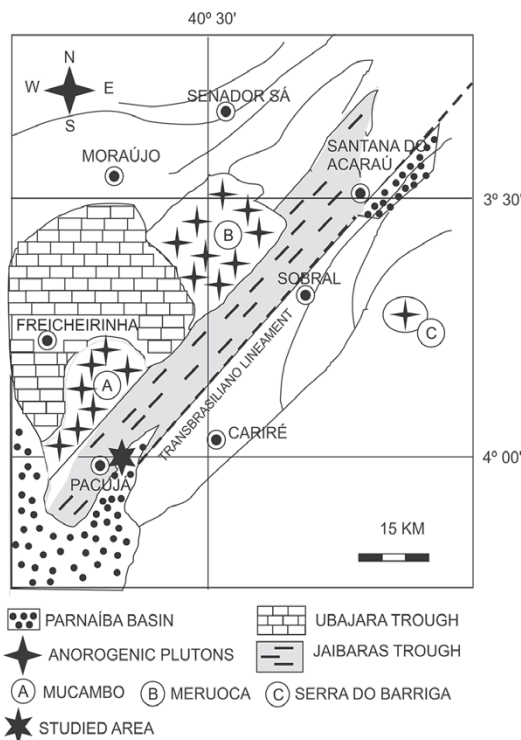 40º 30'
N
W E
S
SENADOR SÁ
MORAÚJO
SANTANA DO
ACARAÚ
3º 30'
B
SOBRAL
FREICHEIRINHA
C
A
TRANSBRASILIANO LINEAMENT
CARIRÉ
4º 00'
PACUJÁ
15 KM
PARNAÍBA BASIN
UBAJARA TROUGH
ANOROGENIC PLUTONS
JAIBARAS TROUGH
A MUCAMBO B MERUOCA C SERRA DO BARRIGA
STUDIED AREA